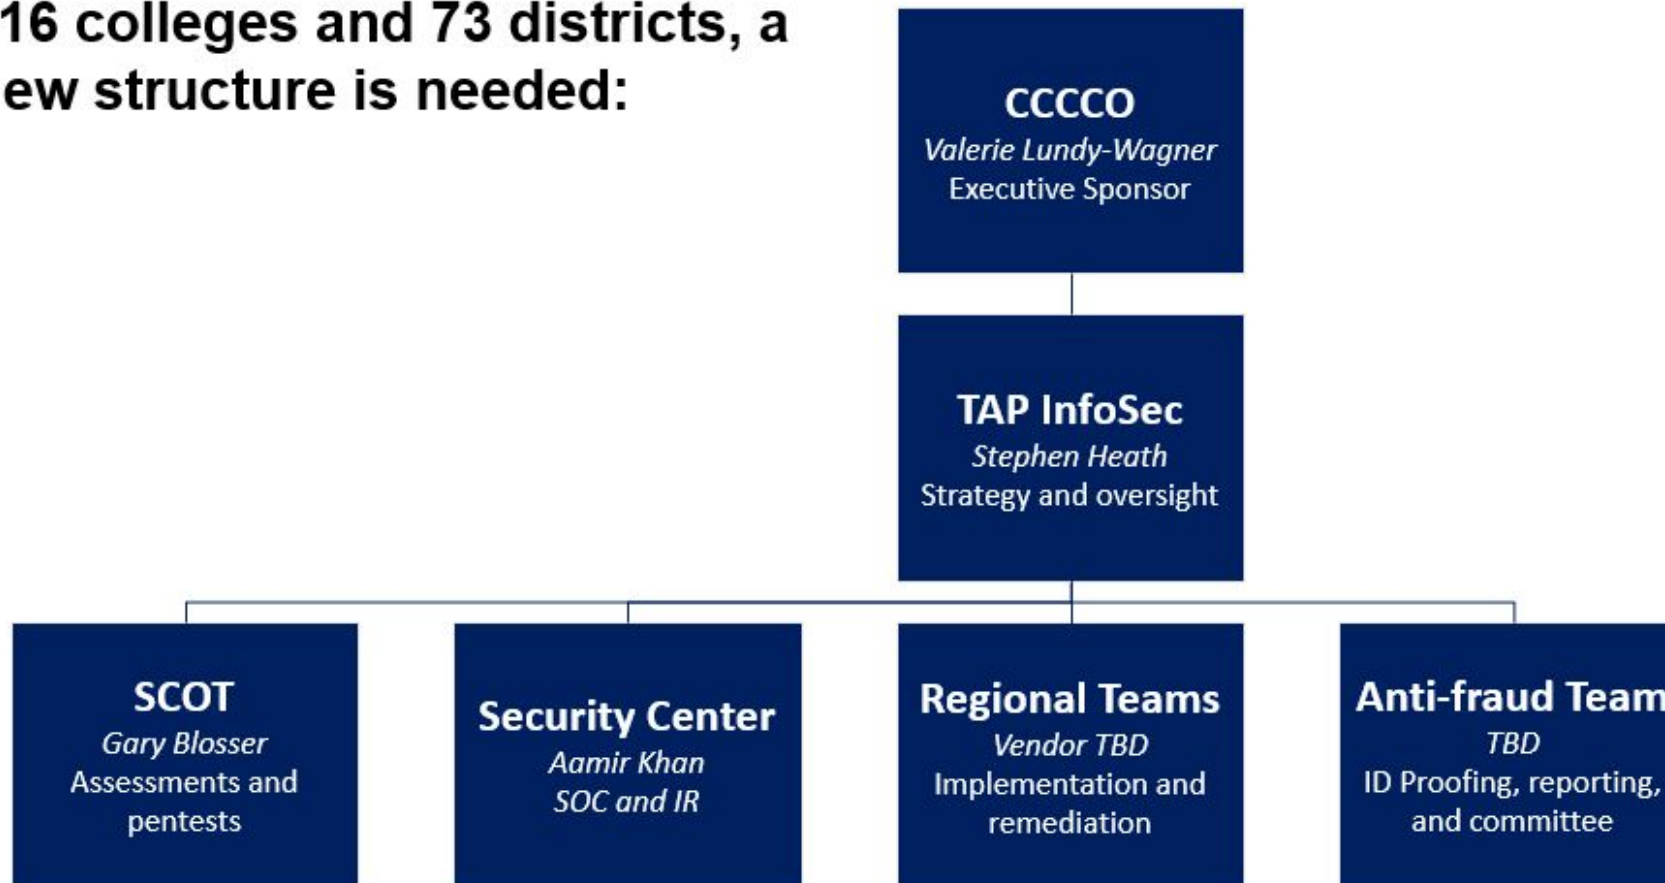 16 colleges and 73 districts, a
ew structure is needed:
CCCCO
Valerie Lundy-Wagner
Executive Sponsor
TAP InfoSec
Stephen Heath
Strategy and oversight
SCOT
Gary Blosser
Assessments and
pentests
Security Center
Aamir Khan
SOC and IR
Regional Teams
Vendor TBD
Implementation and
remediation
Anti-fraud Team
TBD
ID Proofing, reporting,
and committee